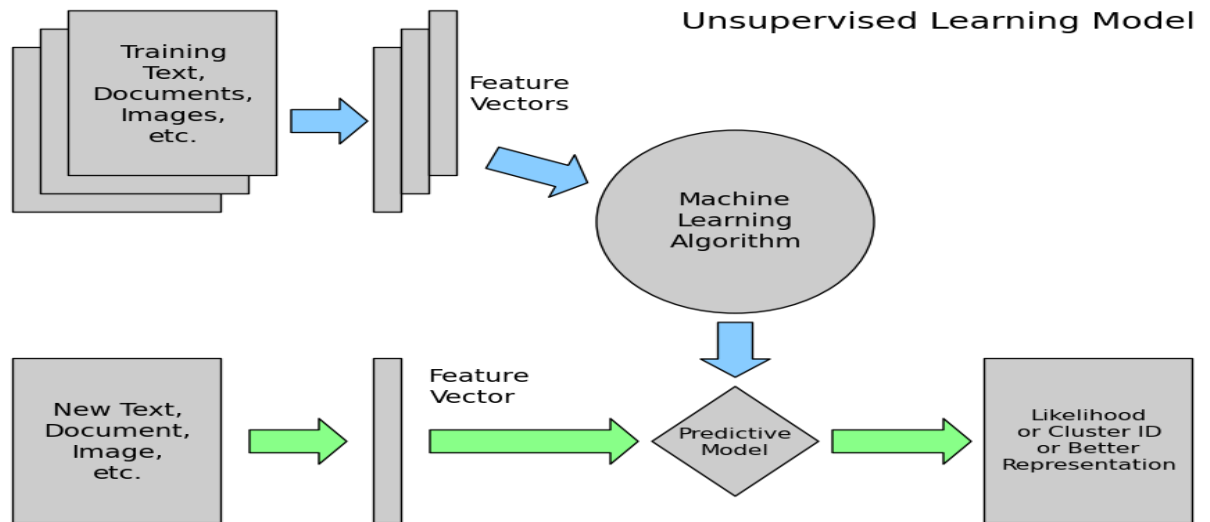 Unsupervised Learning Model
Training
Text,
Documents,
Images,
etc.
Feature
Vectors
Machine
Learning
Algorithm
New Text,
Document,
Image,
etc.
Feature
Vector
Predictive
Model
Likelihood
or Cluster ID
or Better
Representation